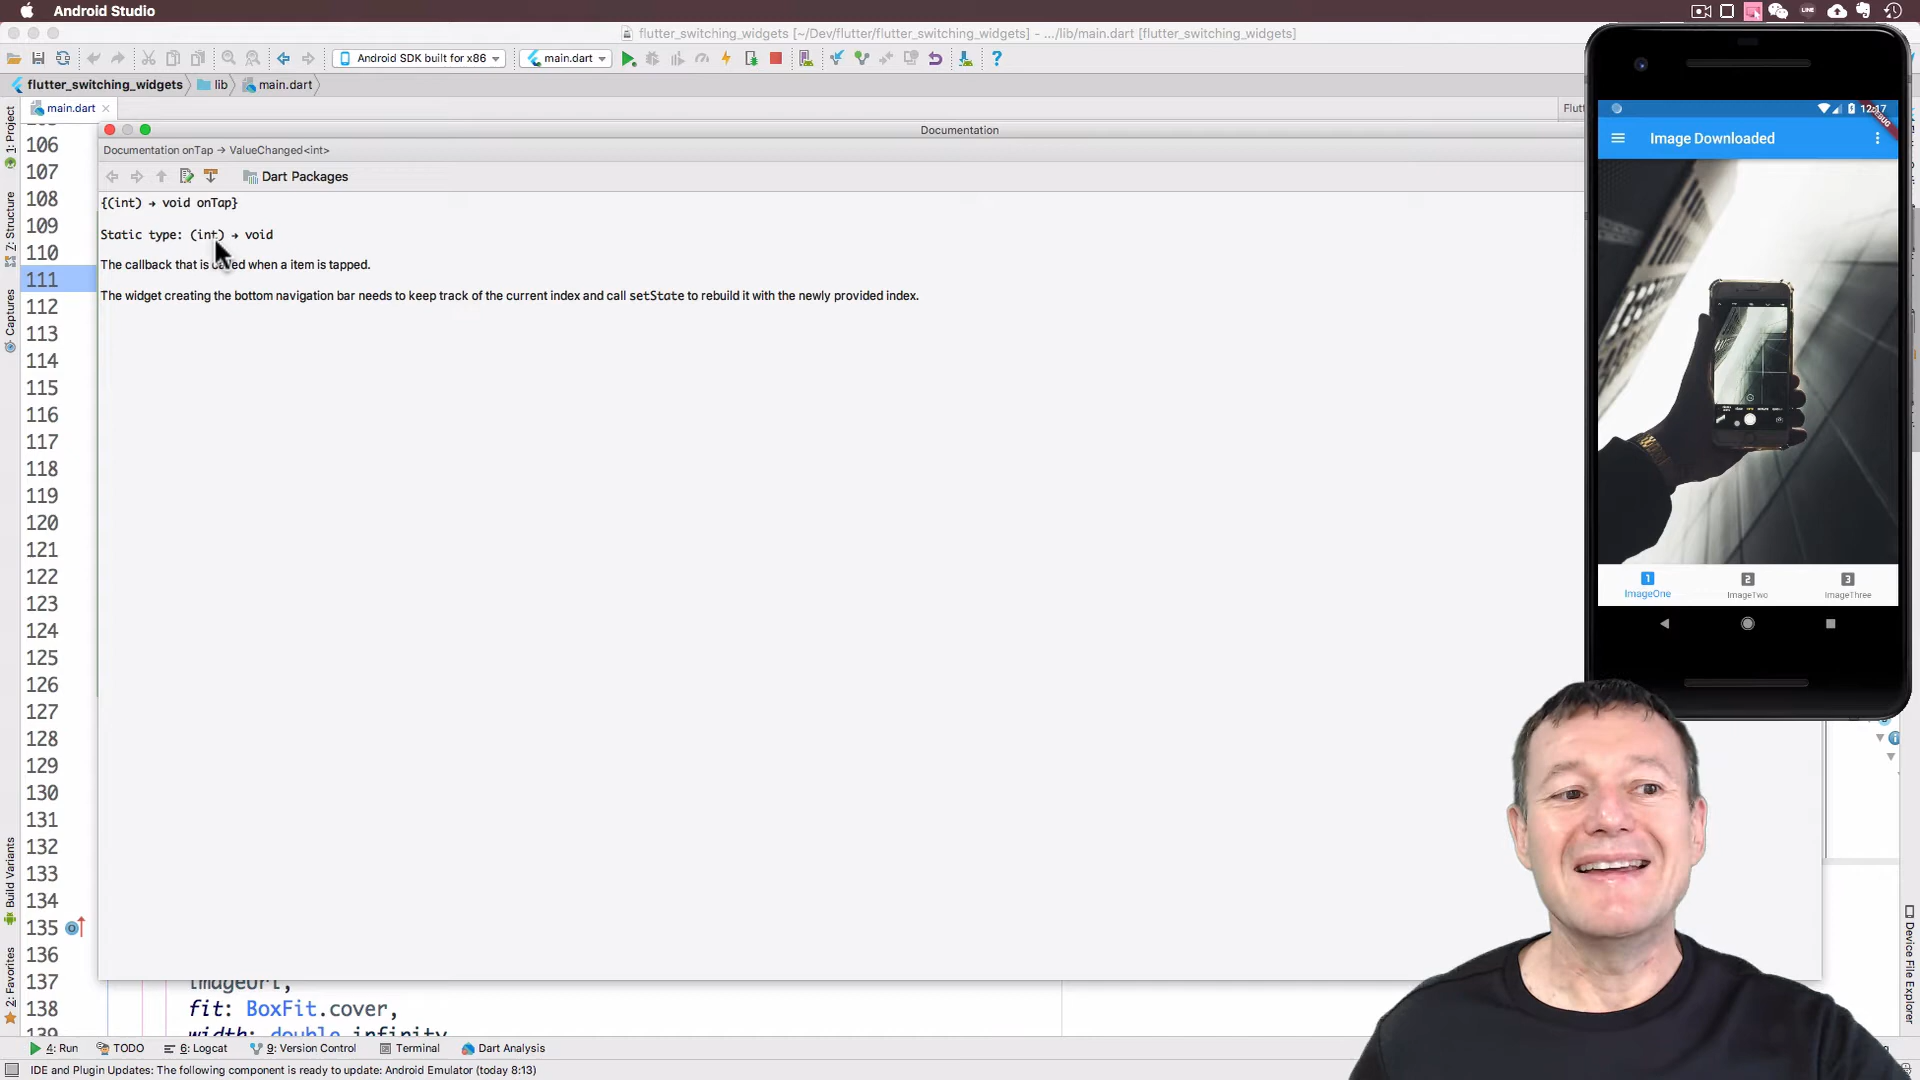 Android Studio
flutter_switching_widgets [~/Dev/flutter/flutter_switching_widgets] - .../lib/main.dart [flutter_switching_widgets]
Android SDK built for x86
main.dart
flutter_switching_widgets
lib
main.dart
main.dart
Flut
Documentation
Documentation onTap → ValueChanged<int>
Dart Packages
{(int) → void onTap}
Static type: (int) → void
The callback that is called when a item is tapped.
The widget creating the bottom navigation bar needs to keep track of the current index and call setState to rebuild it with the newly provided index.
106
107
108
109
110
111
112
113
114
115
116
117
118
119
120
121
122
123
124
125
126
127
128
129
130
131
132
133
134
135
136
137
138
139
imageUrl,
fit: BoxFit.cover,
width: double.infinity
1: Project
7: Structure
Captures
Build Variants
2: Favorites
Device File Explorer
12:17
DEBUG
Image Downloaded
1
2
3
ImageOne
ImageTwo
ImageThree
4: Run
TODO
6: Logcat
9: Version Control
Terminal
Dart Analysis
IDE and Plugin Updates: The following component is ready to update: Android Emulator (today 8:13)